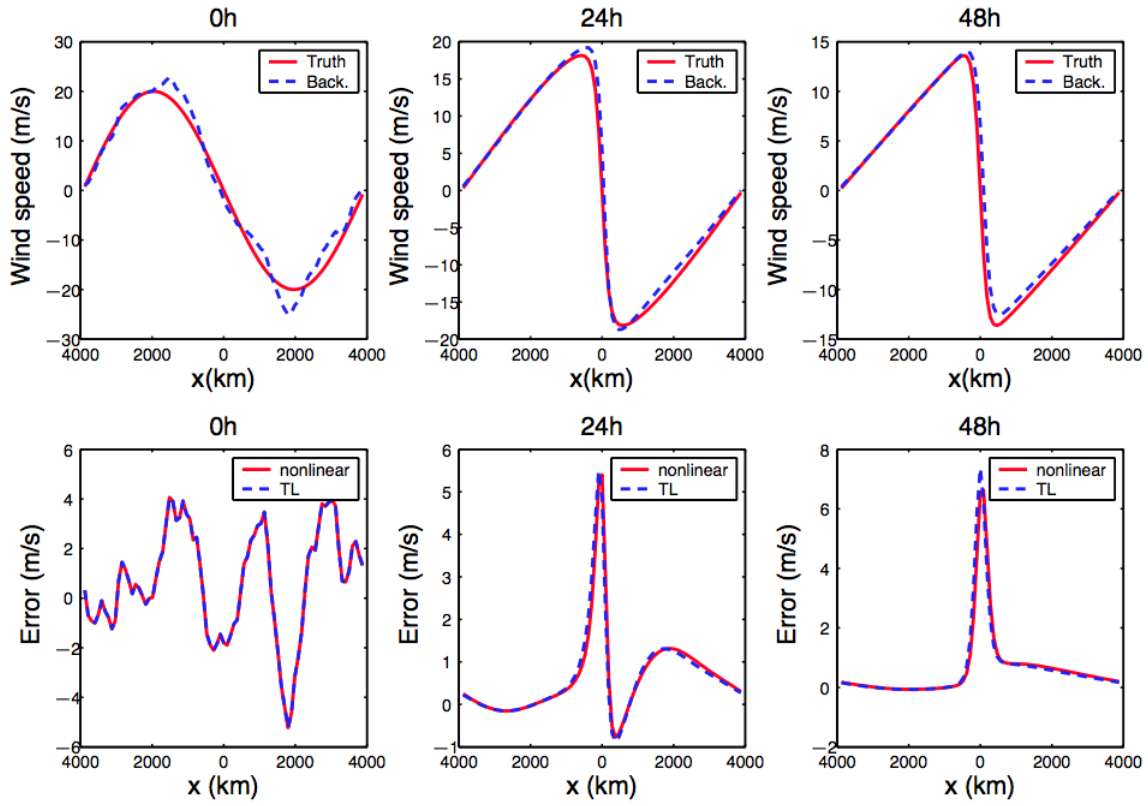 0h
30
20
10
0
−10
−20
−30
4000 2000 0 2000 4000
x(km)
Wind speed (m/s)
Truth
Back.
24h
20
15
10
5
0
−5
−10
−15
−20
4000 2000 0 2000 4000
x(km)
Wind speed (m/s)
Truth
Back.
48h
15
10
5
0
−5
−10
−15
4000 2000 0 2000 4000
x(km)
Wind speed (m/s)
Truth
Back.
0h
6
4
2
0
−2
−4
−6
4000 2000 0 2000 4000
x (km)
Error (m/s)
nonlinear
TL
24h
6
5
4
3
2
1
0
−1
4000 2000 0 2000 4000
x (km)
Error (m/s)
nonlinear
TL
48h
8
6
4
2
0
−2
4000 2000 0 2000 4000
x (km)
Error (m/s)
nonlinear
TL